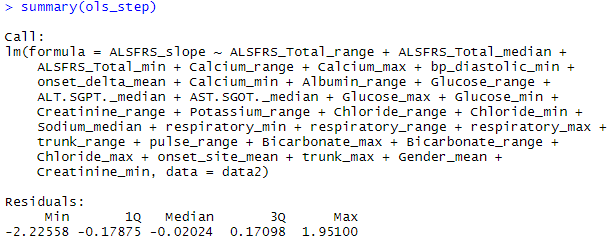 > summary(ols_step)
Call:
lm(formula = ALSFRS_slope ~ ALSFRS_Total_range + ALSFRS_Total_median +
ALSFRS_Total_min + Calcium_range + Calcium_max + bp_diastolic_min +
onset_delta_mean + Calcium_min + Albumin_range + Glucose_range +
ALT.SGPT._median + AST.SGOT._median + Glucose_max + Glucose_min +
Creatinine_range + Potassium_range + Chloride_range + Chloride_min +
Sodium_median + respiratory_min + respiratory_range + respiratory_max +
trunk_range + pulse_range + Bicarbonate_max + Bicarbonate_range +
Chloride_max + onset_site_mean + trunk_max + Gender_mean +
Creatinine_min, data = data2)
Residuals:
Min 1Q Median 3Q Max
-2.22558 -0.17875 -0.02024 0.17098 1.95100